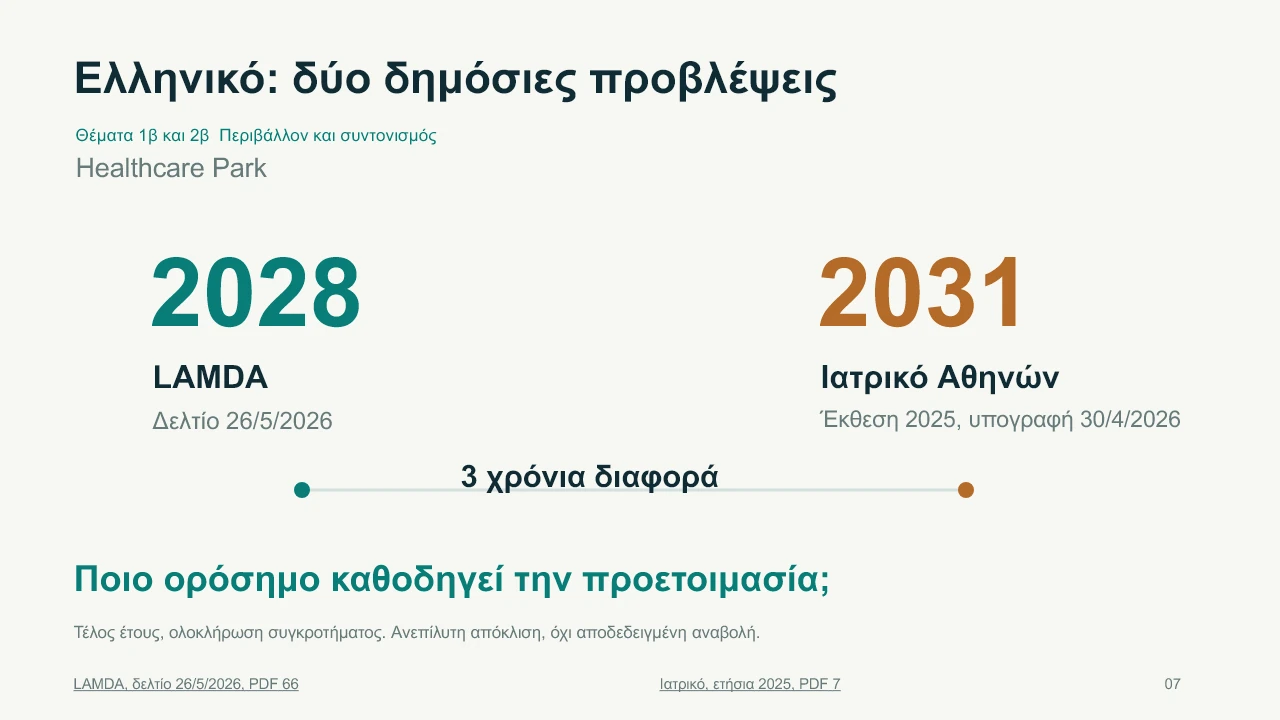 Ελληνικό: δύο δημόσιες προβλέψεις
Θέματα 1β και 2β  Περιβάλλον και συντονισμός
Healthcare Park
2028
LAMDA
Δελτίο 26/5/2026
2031
Ιατρικό Αθηνών
Έκθεση 2025, υπογραφή 30/4/2026
3 χρόνια διαφορά
Ποιο ορόσημο καθοδηγεί την προετοιμασία;
Τέλος έτους, ολοκλήρωση συγκροτήματος. Ανεπίλυτη απόκλιση, όχι αποδεδειγμένη αναβολή.
LAMDA, δελτίο 26/5/2026, PDF 66
Ιατρικό, ετήσια 2025, PDF 7
07